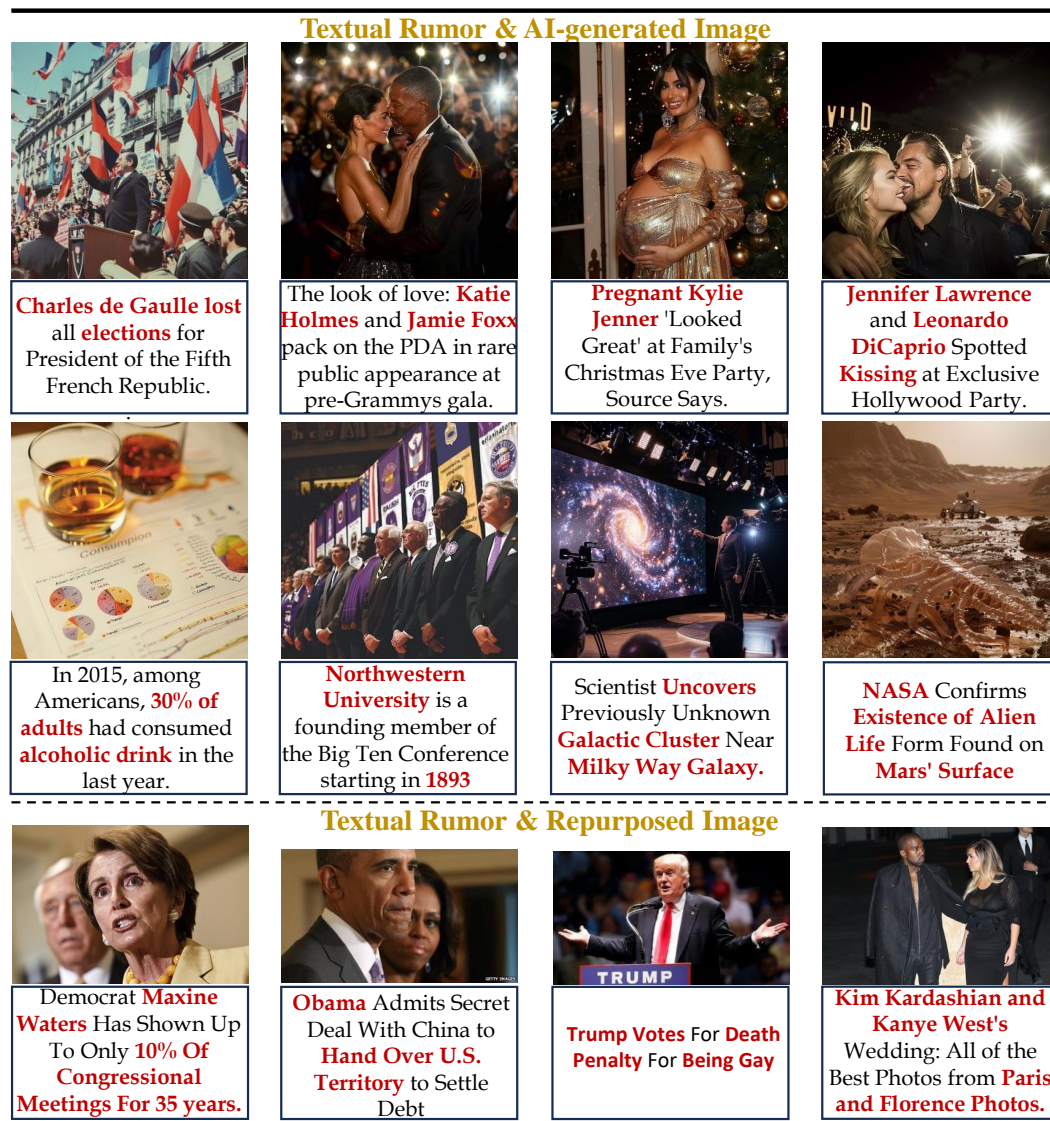 Textual Rumor & AI-generated Image
VILD
Charles de Gaulle lost
all elections for
President of the Fifth
French Republic.
.
The look of love: Katie
Holmes and Jamie Foxx
pack on the PDA in rare
public appearance at
pre-Grammys gala.
Pregnant Kylie
Jenner 'Looked
Great' at Family's
Christmas Eve Party,
Source Says.
Jennifer Lawrence
and Leonardo
DiCaprio Spotted
Kissing at Exclusive
Hollywood Party.
Consumpion
In 2015, among
Americans, 30% of
adults had consumed
alcoholic drink in the
last year.
Northwestern
University is a
founding member of
the Big Ten Conference
starting in 1893
Scientist Uncovers
Previously Unknown
Galactic Cluster Near
Milky Way Galaxy.
NASA Confirms
Existence of Alien
Life Form Found on
Mars' Surface
Textual Rumor & Repurposed Image
GETTY IMAGES
TRUMP
Democrat Maxine
Waters Has Shown Up
To Only 10% Of
Congressional
Meetings For 35 years.
Obama Admits Secret
Deal With China to
Hand Over U.S.
Territory to Settle
Debt
Trump Votes For Death
Penalty For Being Gay
Kim Kardashian and
Kanye West's
Wedding: All of the
Best Photos from Paris
and Florence Photos.